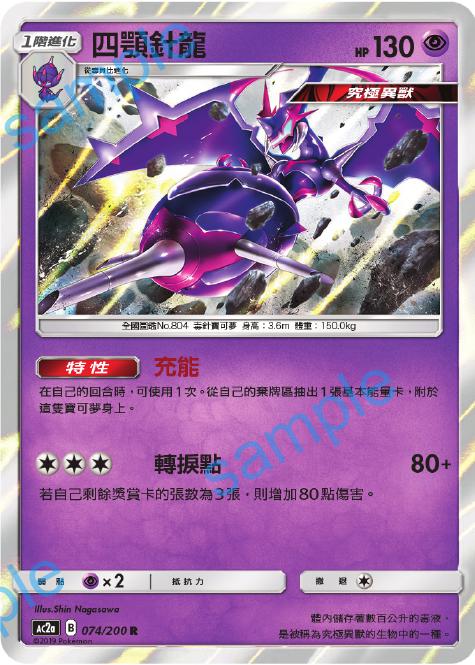 1階進化
四顎針龍
HP 130
從毒貝比進化
究極異獸
全國圖鑑No.804 毒針寶可夢 身高：3.6m 體重：150.0kg
特性 充能
在自己的回合時，可使用1次。從自己的棄牌區抽出1張基本能量卡，附於
這隻寶可夢身上。
轉捩點 80+
若自己剩餘獎賞卡的張數為3張，則增加80點傷害。
弱點 ×2 抵抗力 撤退
Illus.Shin Nagasawa
AC2a B 074/200 R
©2019 Pokémon
體內儲存著數百公升的毒液。
是被稱為究極異獸的生物中的一種。
sample
sample
sample